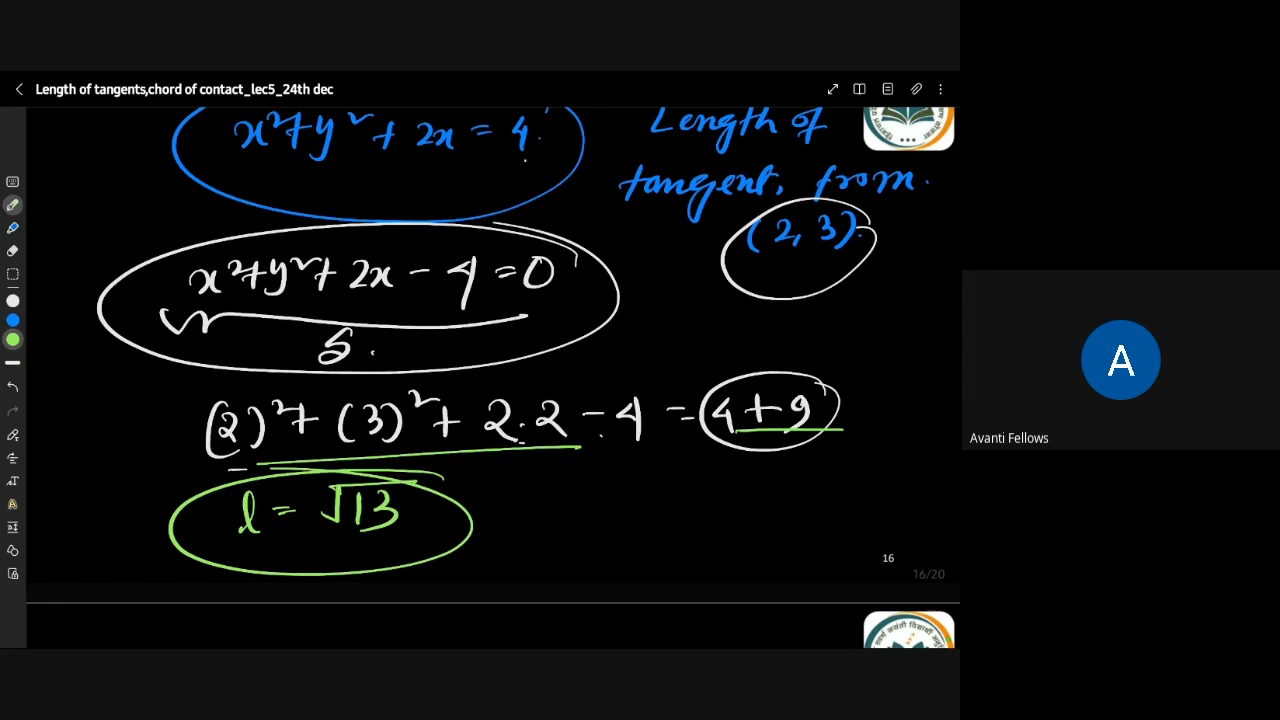 Length of tangents,chord of contact_lec5_24th dec
x²+y²+ 2x = 4.
Length of
tangent, from.
(2, 3).
x²+y²+ 2x - 4 = 0
S.
(2)²+ (3)²+ 2.2 - 4 = 4+9
l = √13
16
16/20
A
Avanti Fellows